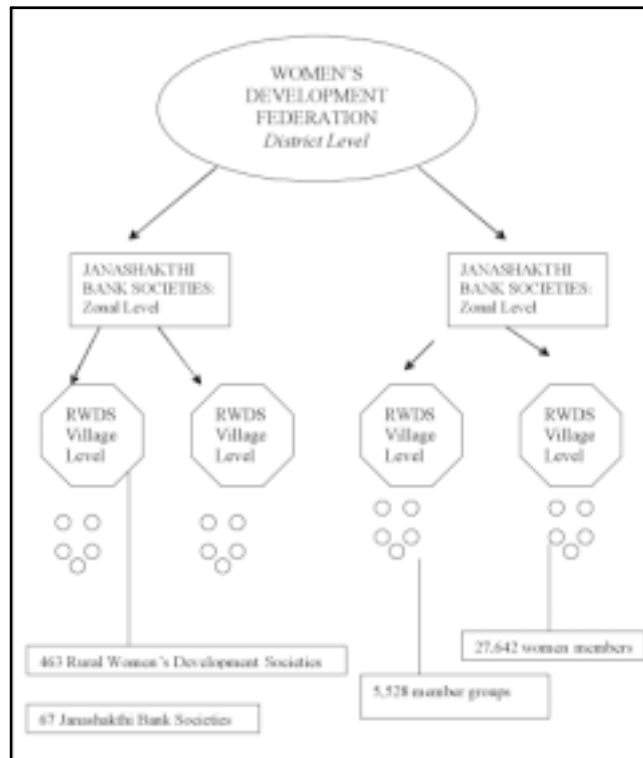 WOMEN'S
DEVELOPMENT
FEDERATION
District Level
JANASHAKTHI
BANK SOCIETIES:
Zonal Level
JANASHAKTHI
BANK SOCIETIES:
Zonal Level
RWDS
Village
Level
RWDS
Village
Level
RWDS
Village
Level
RWDS
Village
Level
463 Rural Women's Development Societies
27,642 women members
5,528 member groups
67 Janashakthi Bank Societies